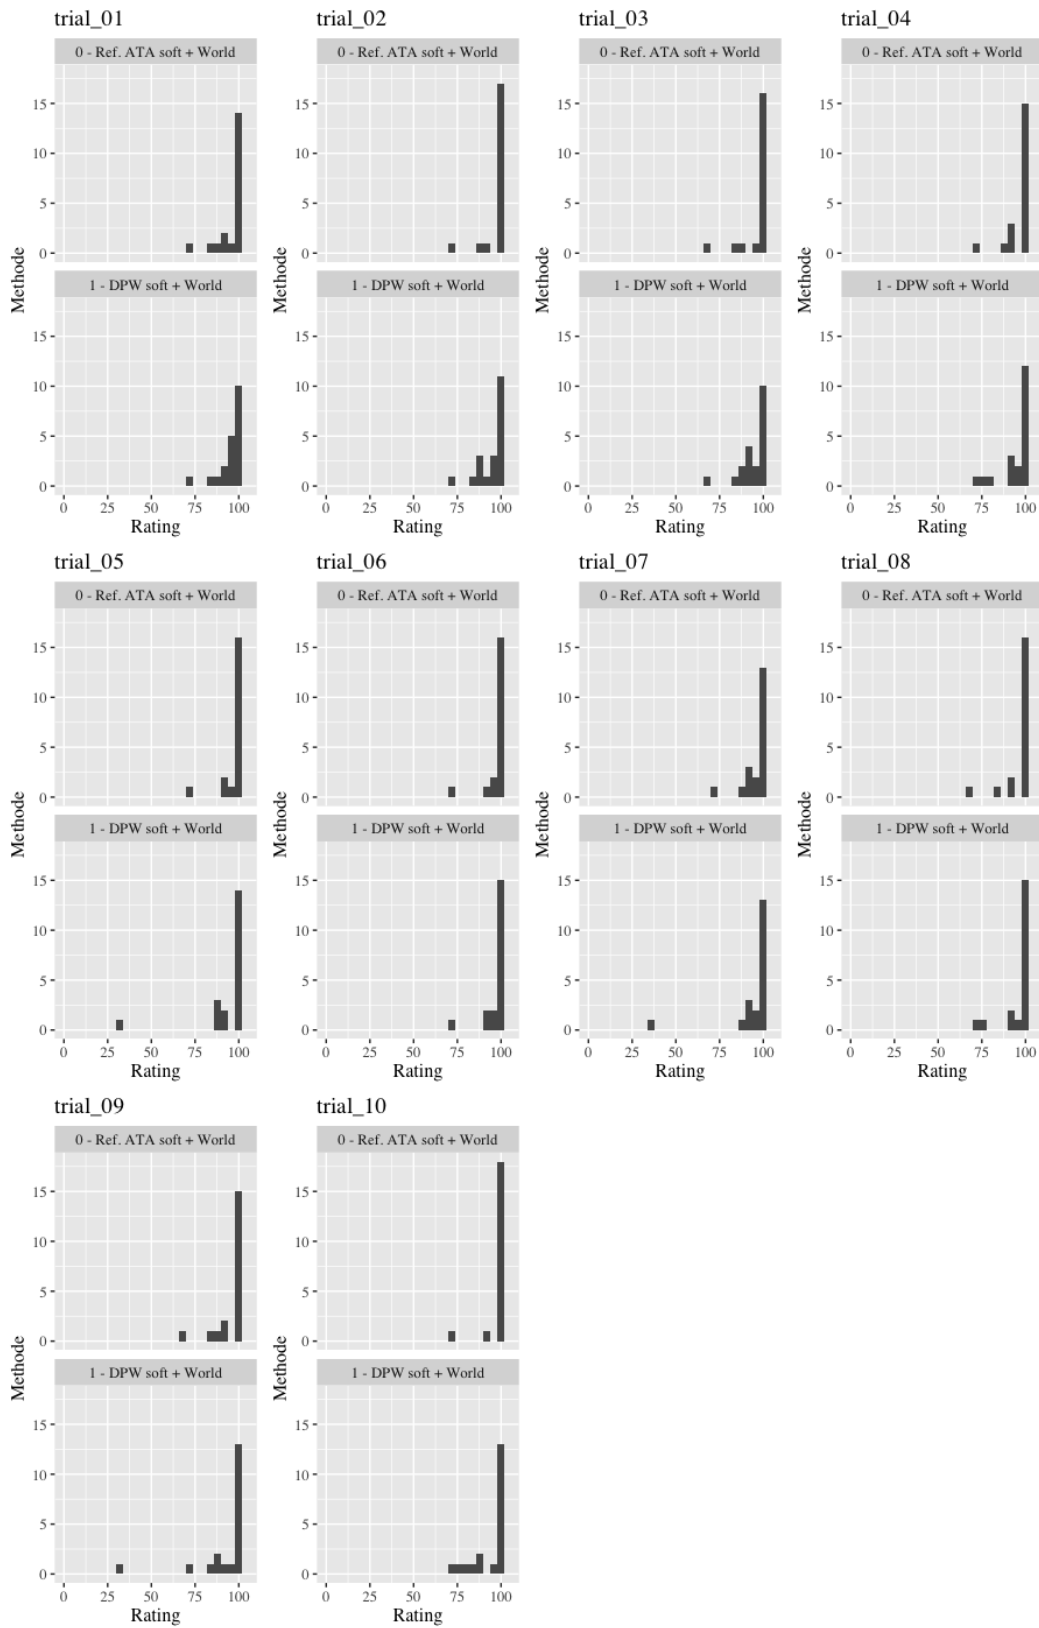 trial_01
0 - Ref. ATA soft + World
15
10
5
0
1 - DPW soft + World
15
10
5
0
0 25 50 75 100
Rating
Methode
trial_02
0 - Ref. ATA soft + World
15
10
5
0
1 - DPW soft + World
15
10
5
0
0 25 50 75 100
Rating
Methode
trial_03
0 - Ref. ATA soft + World
15
10
5
0
1 - DPW soft + World
15
10
5
0
0 25 50 75 100
Rating
Methode
trial_04
0 - Ref. ATA soft + World
15
10
5
0
1 - DPW soft + World
15
10
5
0
0 25 50 75 100
Rating
Methode
trial_05
0 - Ref. ATA soft + World
15
10
5
0
1 - DPW soft + World
15
10
5
0
0 25 50 75 100
Rating
Methode
trial_06
0 - Ref. ATA soft + World
15
10
5
0
1 - DPW soft + World
15
10
5
0
0 25 50 75 100
Rating
Methode
trial_07
0 - Ref. ATA soft + World
15
10
5
0
1 - DPW soft + World
15
10
5
0
0 25 50 75 100
Rating
Methode
trial_08
0 - Ref. ATA soft + World
15
10
5
0
1 - DPW soft + World
15
10
5
0
0 25 50 75 100
Rating
Methode
trial_09
0 - Ref. ATA soft + World
15
10
5
0
1 - DPW soft + World
15
10
5
0
0 25 50 75 100
Rating
Methode
trial_10
0 - Ref. ATA soft + World
15
10
5
0
1 - DPW soft + World
15
10
5
0
0 25 50 75 100
Rating
Methode